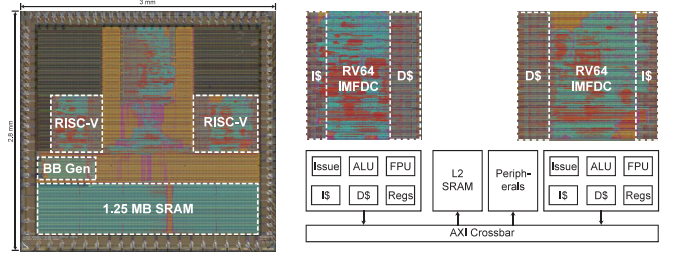 3 mm
2.8 mm
RISC-V
RISC-V
BB Gen
1.25 MB SRAM
I$
RV64
IMFDC
D$
D$
RV64
IMFDC
I$
Issue
ALU
FPU
I$
D$
Regs
L2
SRAM
Periph-
erals
Issue
ALU
FPU
I$
D$
Regs
AXI Crossbar